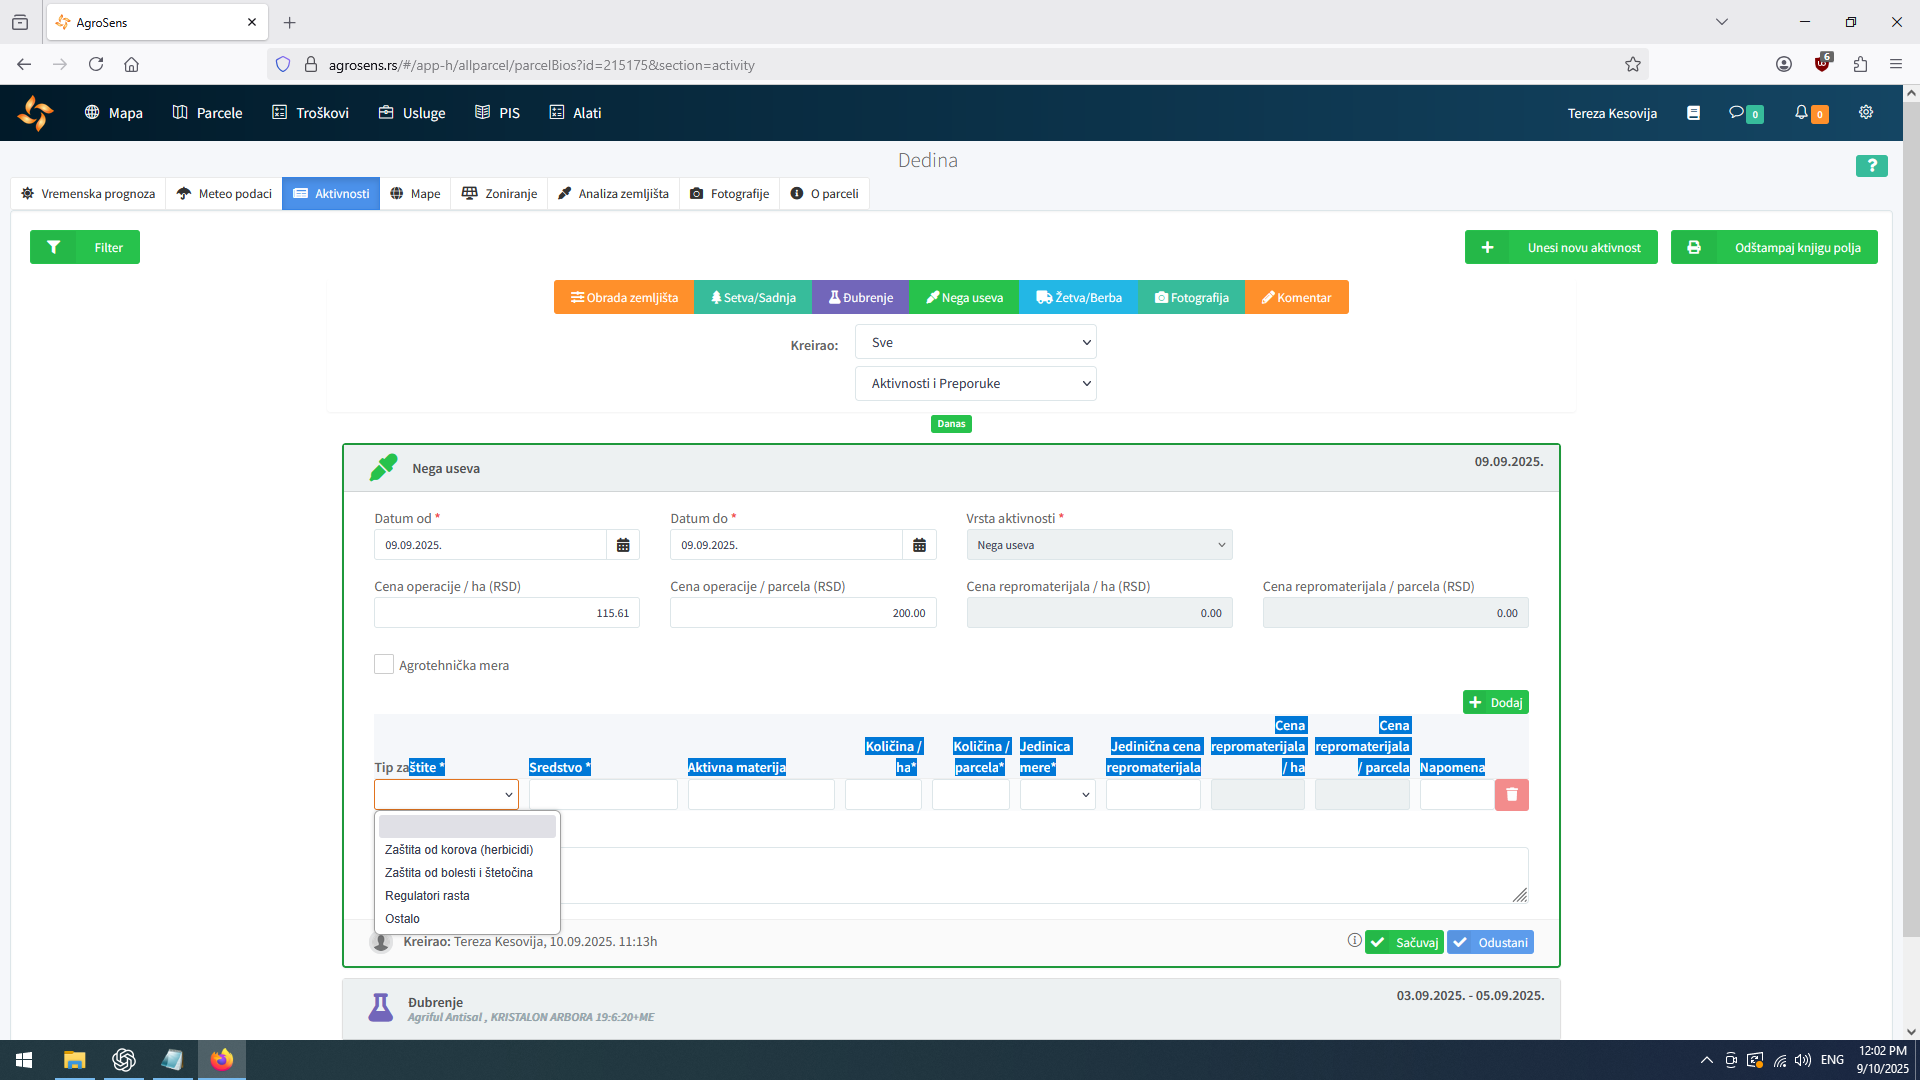 AgroSens
agrosens.rs/#/app-h/allparcel/parcelBios?id=215175&section=activity
6
Mapa
Parcele
Troškovi
Usluge
PIS
Alati
Tereza Kesovija
0
0
Dedina
?
Vremenska prognoza
Meteo podaci
Aktivnosti
Mape
Zoniranje
Analiza zemljišta
Fotografije
O parceli
Filter
Unesi novu aktivnost
Odštampaj knjigu polja
Obrada zemljišta
Setva/Sadnja
Đubrenje
Nega useva
Žetva/Berba
Fotografija
Komentar
Kreirao:
Sve
Aktivnosti i Preporuke
Danas
Nega useva
09.09.2025.
Datum od *
Datum do *
Vrsta aktivnosti *
09.09.2025.
09.09.2025.
Nega useva
Cena operacije / ha (RSD)
Cena operacije / parcela (RSD)
Cena repromaterijala / ha (RSD)
Cena repromaterijala / parcela (RSD)
115.61
200.00
0.00
0.00
Agrotehnička mera
Dodaj
Tip zaštite *
Sredstvo *
Aktivna materija
Količina /
ha*
Količina /
parcela*
Jedinica
mere*
Jedinična cena
repromaterijala
Cena
repromaterijala
/ ha
Cena
repromaterijala
/ parcela
Napomena
Zaštita od korova (herbicidi)
Zaštita od bolesti i štetočina
Regulatori rasta
Ostalo
Kreirao: Tereza Kesovija, 10.09.2025. 11:13h
Sačuvaj
Odustani
Đubrenje
03.09.2025. - 05.09.2025.
Agriful Antisal , KRISTALON ARBORA 19:6:20+ME
ENG
12:02 PM
9/10/2025